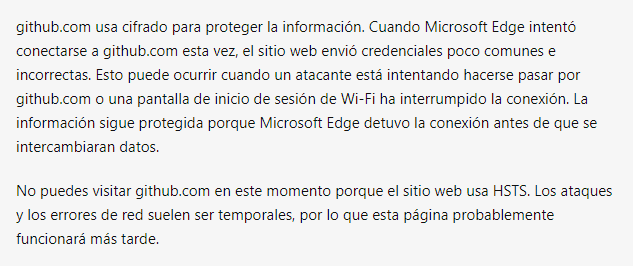 github.com usa cifrado para proteger la información. Cuando Microsoft Edge intentó
conectarse a github.com esta vez, el sitio web envió credenciales poco comunes e
incorrectas. Esto puede ocurrir cuando un atacante está intentando hacerse pasar por
github.com o una pantalla de inicio de sesión de Wi-Fi ha interrumpido la conexión. La
información sigue protegida porque Microsoft Edge detuvo la conexión antes de que se
intercambiaran datos.
No puedes visitar github.com en este momento porque el sitio web usa HSTS. Los ataques
y los errores de red suelen ser temporales, por lo que esta página probablemente
funcionará más tarde.